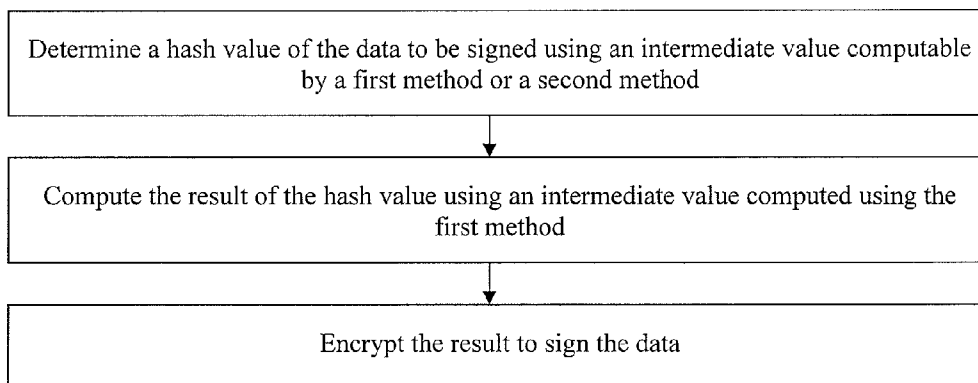 Determine a hash value of the data to be signed using an intermediate value computable
by a first method or a second method
Compute the result of the hash value using an intermediate value computed using the
first method
Encrypt the result to sign the data